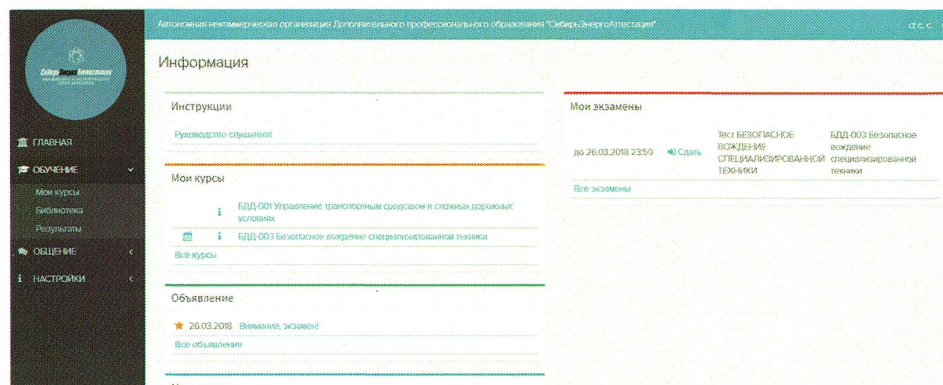 Автономная некоммерческая организация Дополнительного профессионального образования "СибирьЭнергоАттестация"
ст. с. с.
СибирьЭнергоАттестация
ГЛАВНАЯ
ОБУЧЕНИЕ
Мои курсы
Библиотека
Результаты
ОБЩЕНИЕ
НАСТРОЙКИ
Информация
Инструкции
Руководство слушателя
Мои курсы
БДД-001 Управление транспортным средством в сложных дорожных
условиях
БДД-003 Безопасное вождение специализированной техники
Все курсы
Объявление
26.03.2018 Внимание, экзамен!
Все объявления
Мои экзамены
до 26.03.2018 23:59 Сдать
Тест БЕЗОПАСНОЕ
ВОЖДЕНИЕ
СПЕЦИАЛИЗИРОВАННОЙ
ТЕХНИКИ
БДД-003 Безопасное
вождение
специализированной
техники
Все экзамены